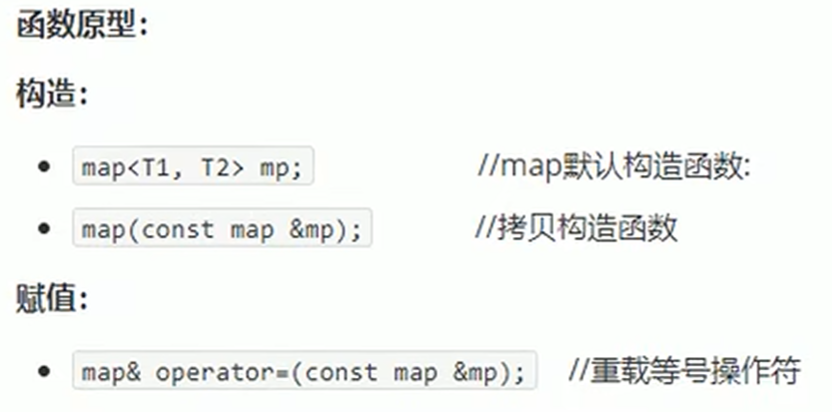 函数原型：
构造：
map<T1, T2> mp; //map默认构造函数:
map(const map &mp); //拷贝构造函数
赋值：
map& operator=(const map &mp); //重载等号操作符